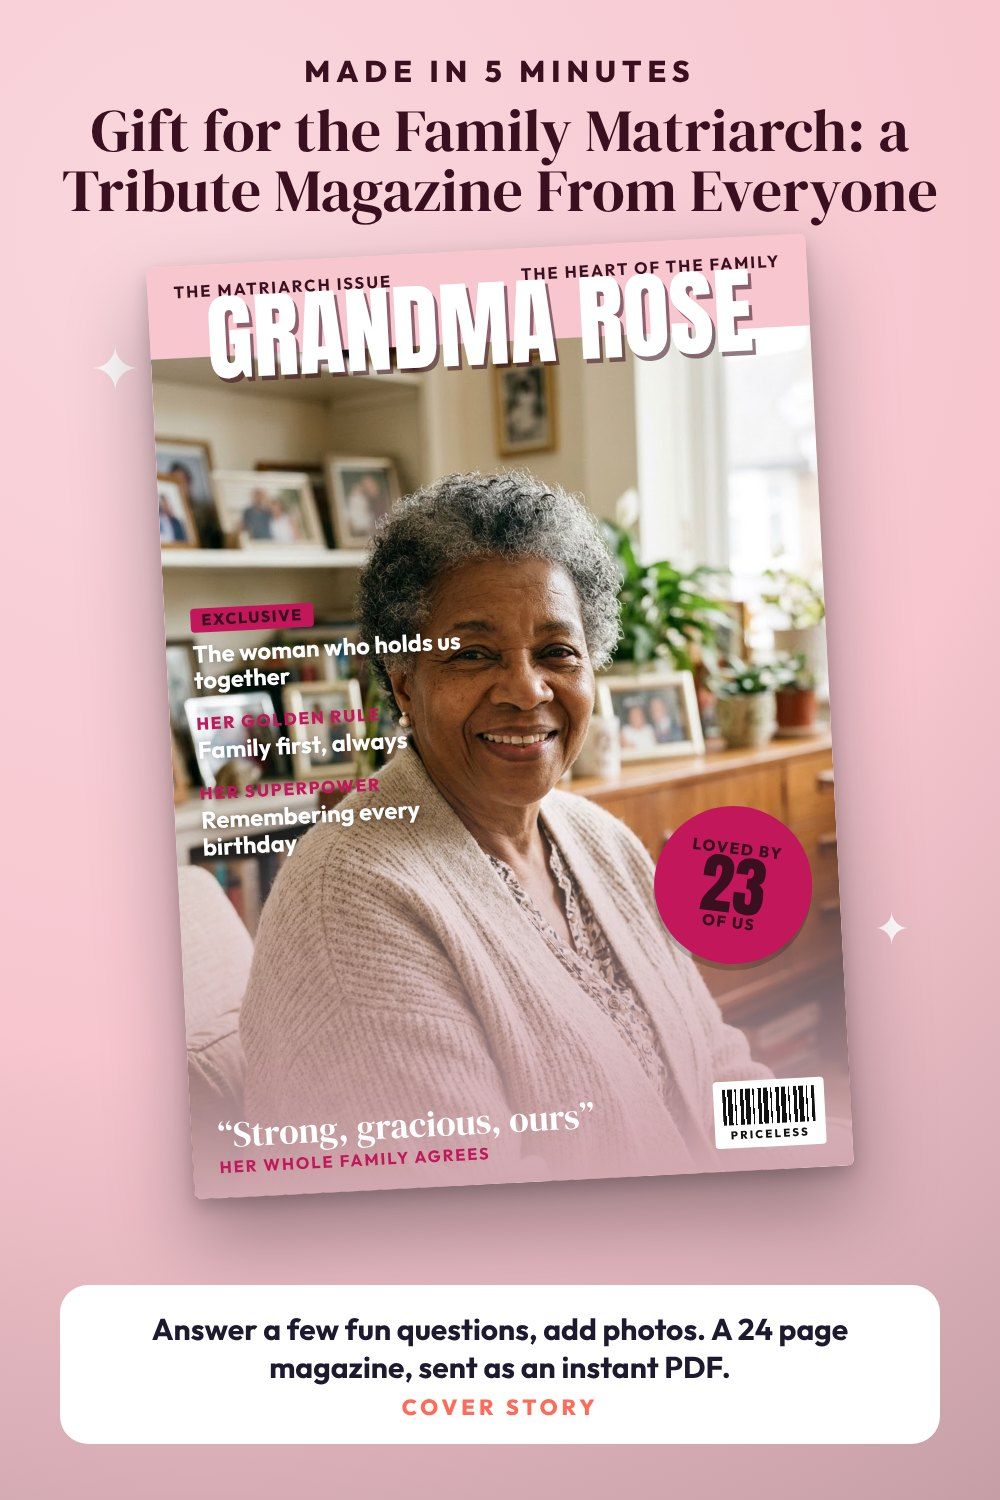 MADE IN 5 MINUTES
Gift for the Family Matriarch: a
Tribute Magazine From Everyone
THE MATRIARCH ISSUE
THE HEART OF THE FAMILY
GRANDMA ROSE
EXCLUSIVE
The woman who holds us
together
HER GOLDEN RULE
Family first, always
HER SUPERPOWER
Remembering every
birthday
LOVED BY
23
OF US
“Strong, gracious, ours”
HER WHOLE FAMILY AGREES
PRICELESS
Answer a few fun questions, add photos. A 24 page
magazine, sent as an instant PDF.
COVER STORY